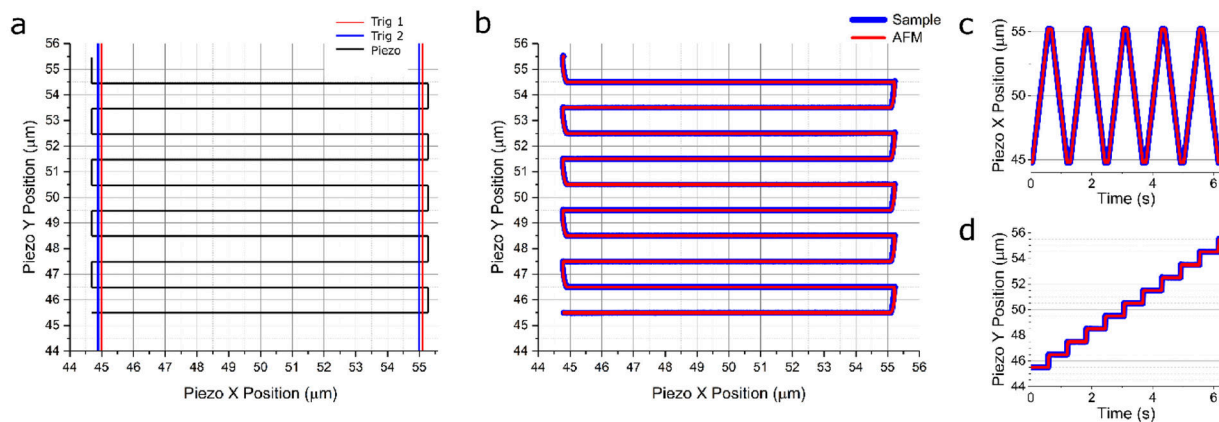 a
Trig 1
Trig 2
Piezo
56
55
54
53
52
51
50
49
48
47
46
45
44
Piezo Y Position (μm)
44 45 46 47 48 49 50 51 52 53 54 55 56
Piezo X Position (μm)
b
Sample
AFM
56
55
54
53
52
51
50
49
48
47
46
45
44
Piezo Y Position (μm)
44 45 46 47 48 49 50 51 52 53 54 55 56
Piezo X Position (μm)
c
55
50
45
Piezo X Position (μm)
0 2 4 6
Time (s)
d
56
54
52
50
48
46
44
Piezo Y Position (μm)
0 2 4 6
Time (s)